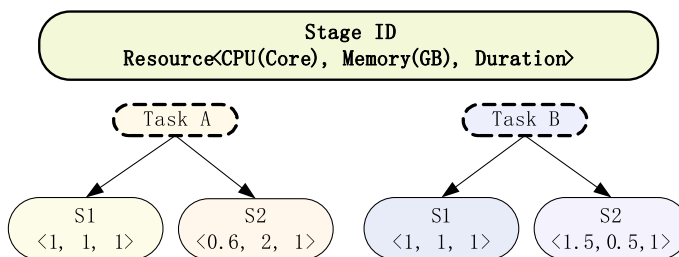 Stage ID
Resource<CPU(Core), Memory(GB), Duration>
Task A
Task B
S1
<1, 1, 1>
S2
<0.6, 2, 1>
S1
<1, 1, 1>
S2
<1.5,0.5,1>